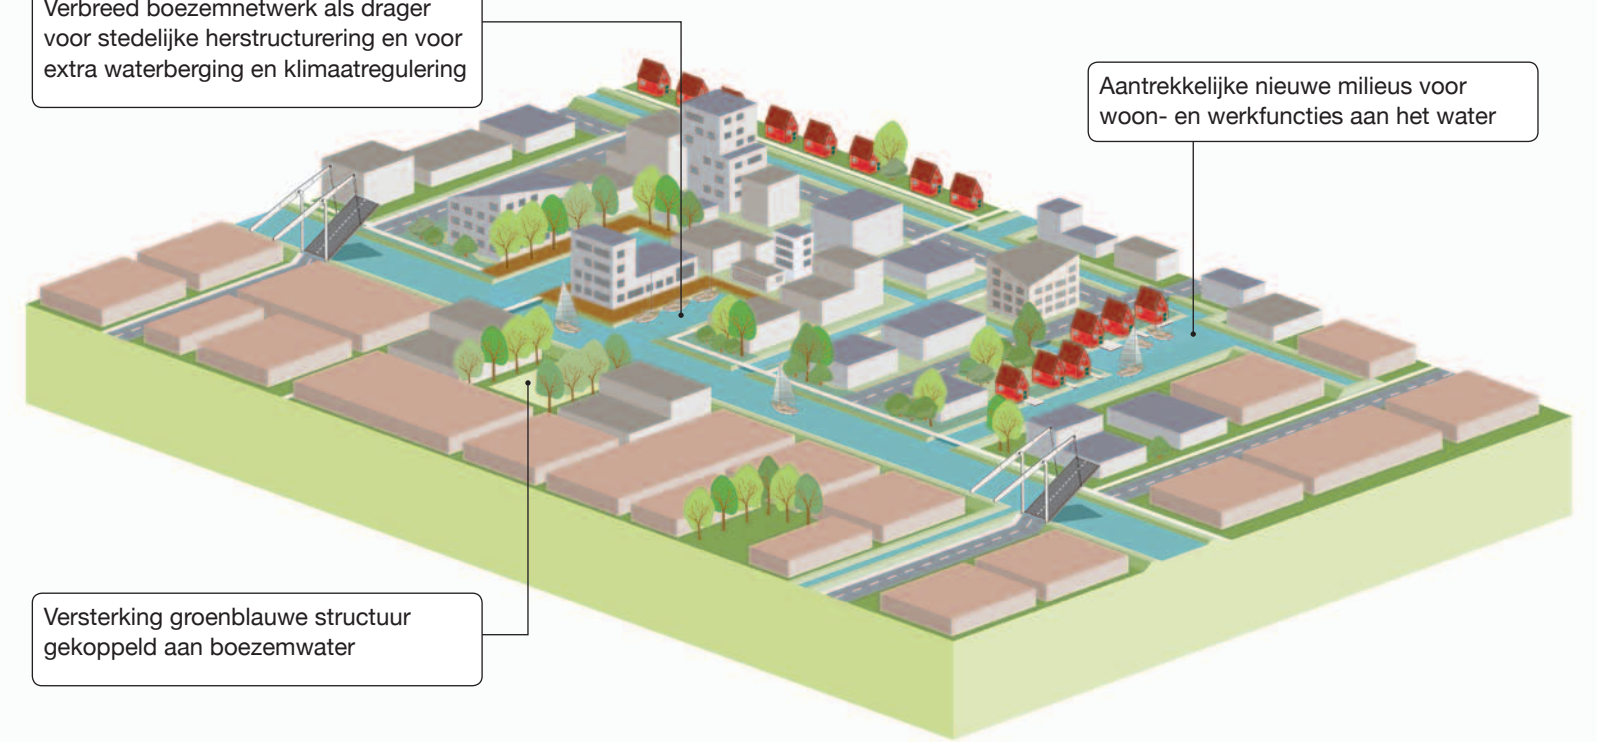 Verbreed boezemnetwerk als drager
voor stedelijke herstructurering en voor
extra waterberging en klimaatregulering
Aantrekkelijke nieuwe milieus voor
woon- en werkfuncties aan het water
Versterking groenblauwe structuur
gekoppeld aan boezemwater